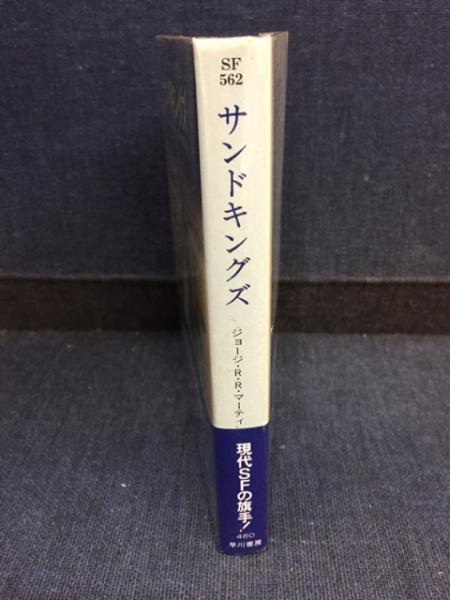 SF
562
サンドキングズ
ジョージ・R・R・マーティ
現代SFの旗手!
460
早川書房